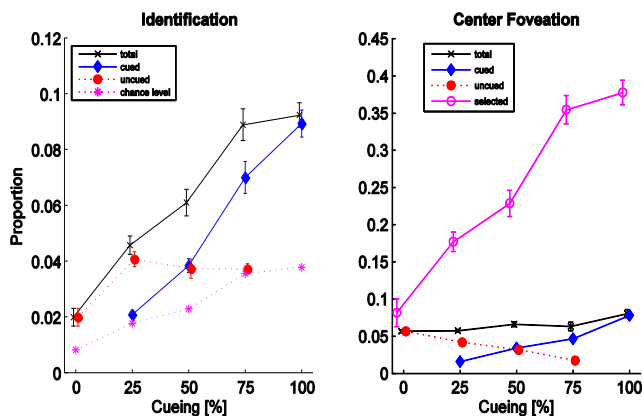 Identification
0.12
0.1
0.08
0.06
0.04
0.02
0
Proportion
total
cued
uncued
chance level
0 25 50 75 100
Cueing [%]
Center Foveation
0.45
0.4
0.35
0.3
0.25
0.2
0.15
0.1
0.05
0
total
cued
uncued
selected
0 25 50 75 100
Cueing [%]